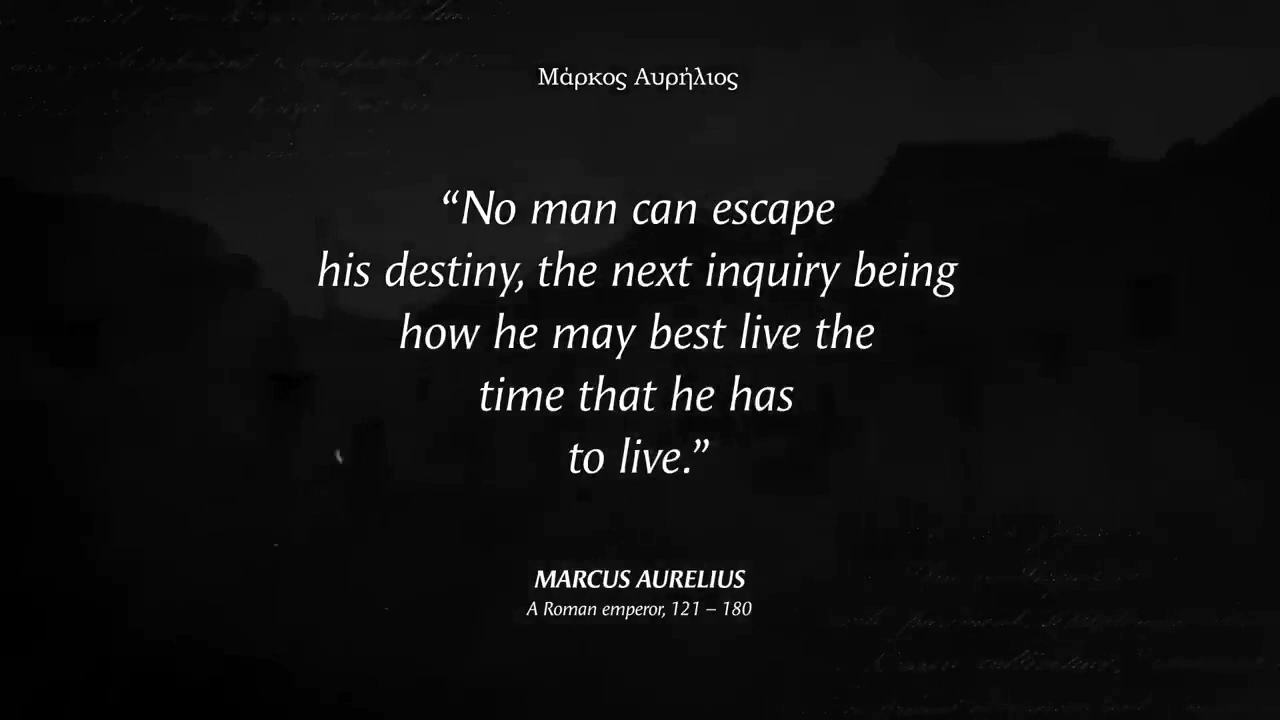 Μάρκος Αυρήλιος
“No man can escape
his destiny, the next inquiry being
how he may best live the
time that he has
to live.”
MARCUS AURELIUS
A Roman emperor, 121 – 180